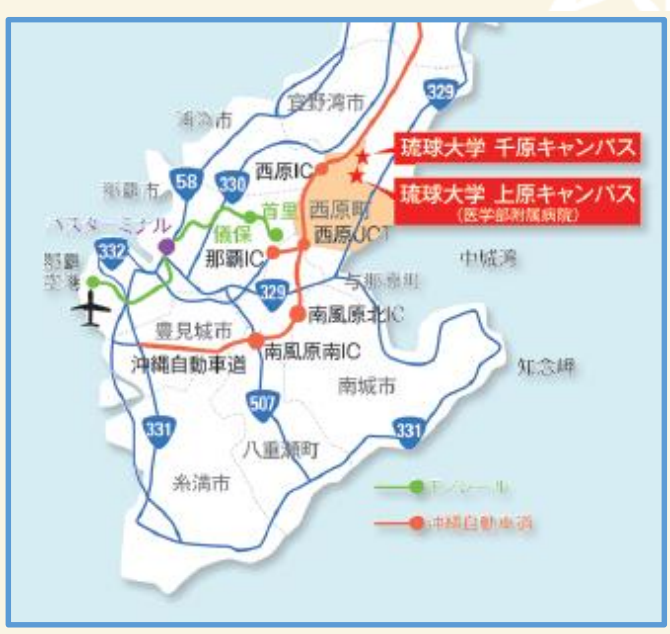 宜野湾市
329
浦添市
琉球大学 千原キャンパス
西原IC
58
330
琉球大学 上原キャンパス
(医学部附属病院)
那覇市
首里
西原町
バスターミナル
儀保
西原JCT
332
那覇IC
中城湾
那覇
空港
329
与那原町
南風原北IC
豊見城市
沖縄自動車道
南風原南IC
知念岬
南城市
507
331
331
八重瀬町
糸満市
モノレール
沖縄自動車道